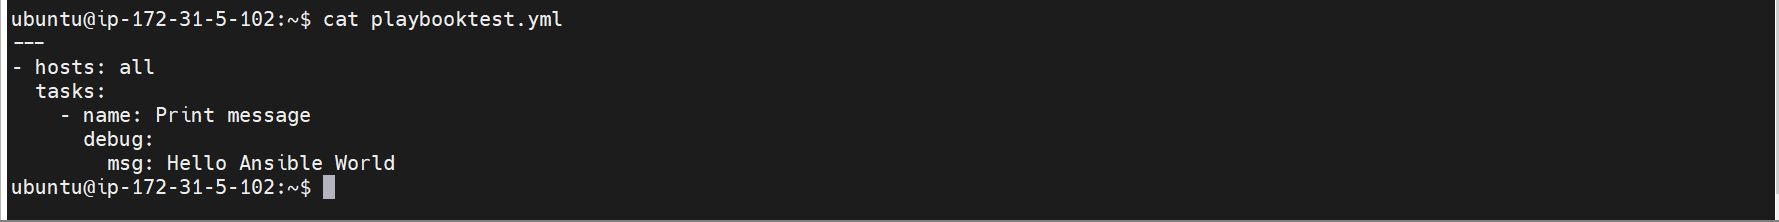 ubuntu@ip-172-31-5-102:~$ cat playbooktest.yml
---
- hosts: all
  tasks:
    - name: Print message
      debug:
        msg: Hello Ansible World
ubuntu@ip-172-31-5-102:~$